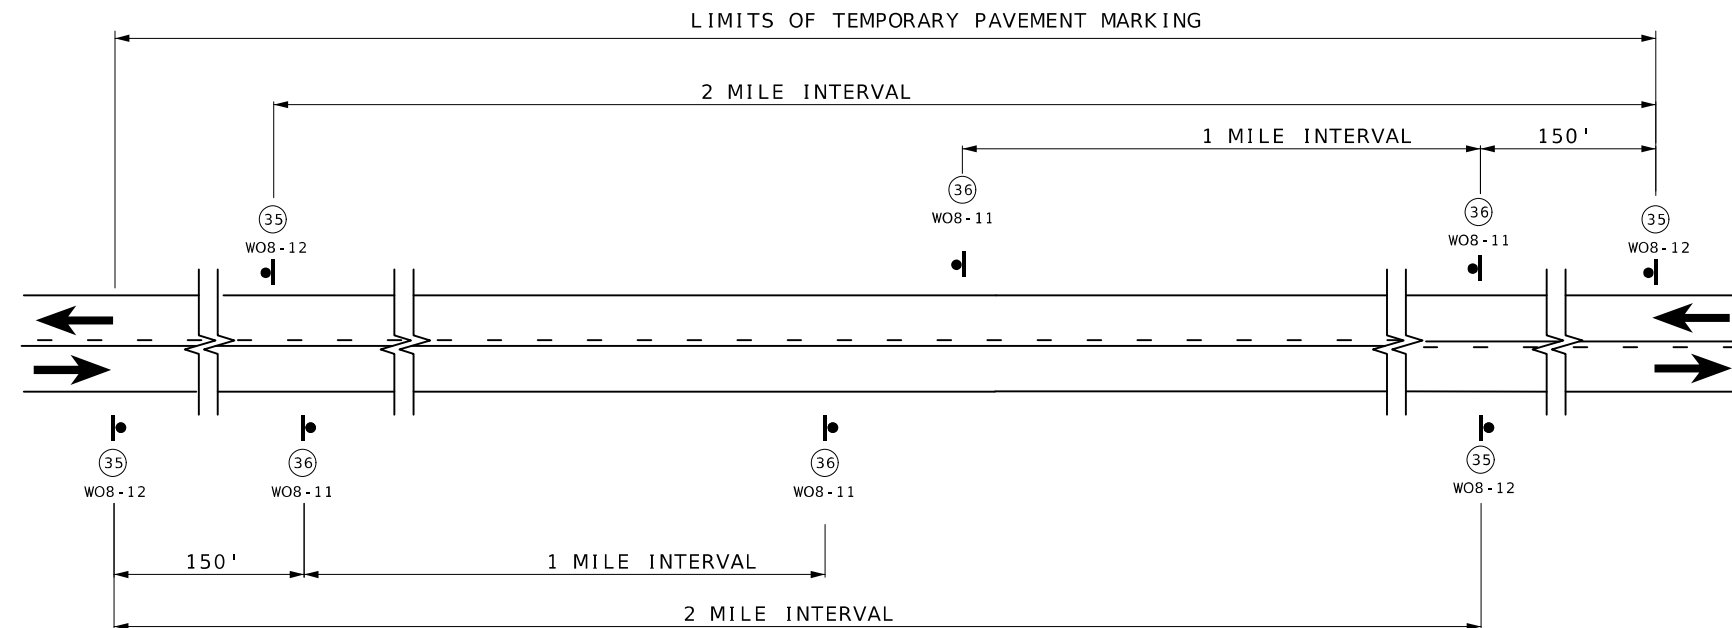 LIMITS OF TEMPORARY PAVEMENT MARKING
2 MILE INTERVAL
1 MILE INTERVAL
150'
36
WO8-11
35
WO8-12
36
WO8-11
35
WO8-12
35
WO8-12
36
WO8-11
36
WO8-11
35
WO8-12
150'
1 MILE INTERVAL
2 MILE INTERVAL